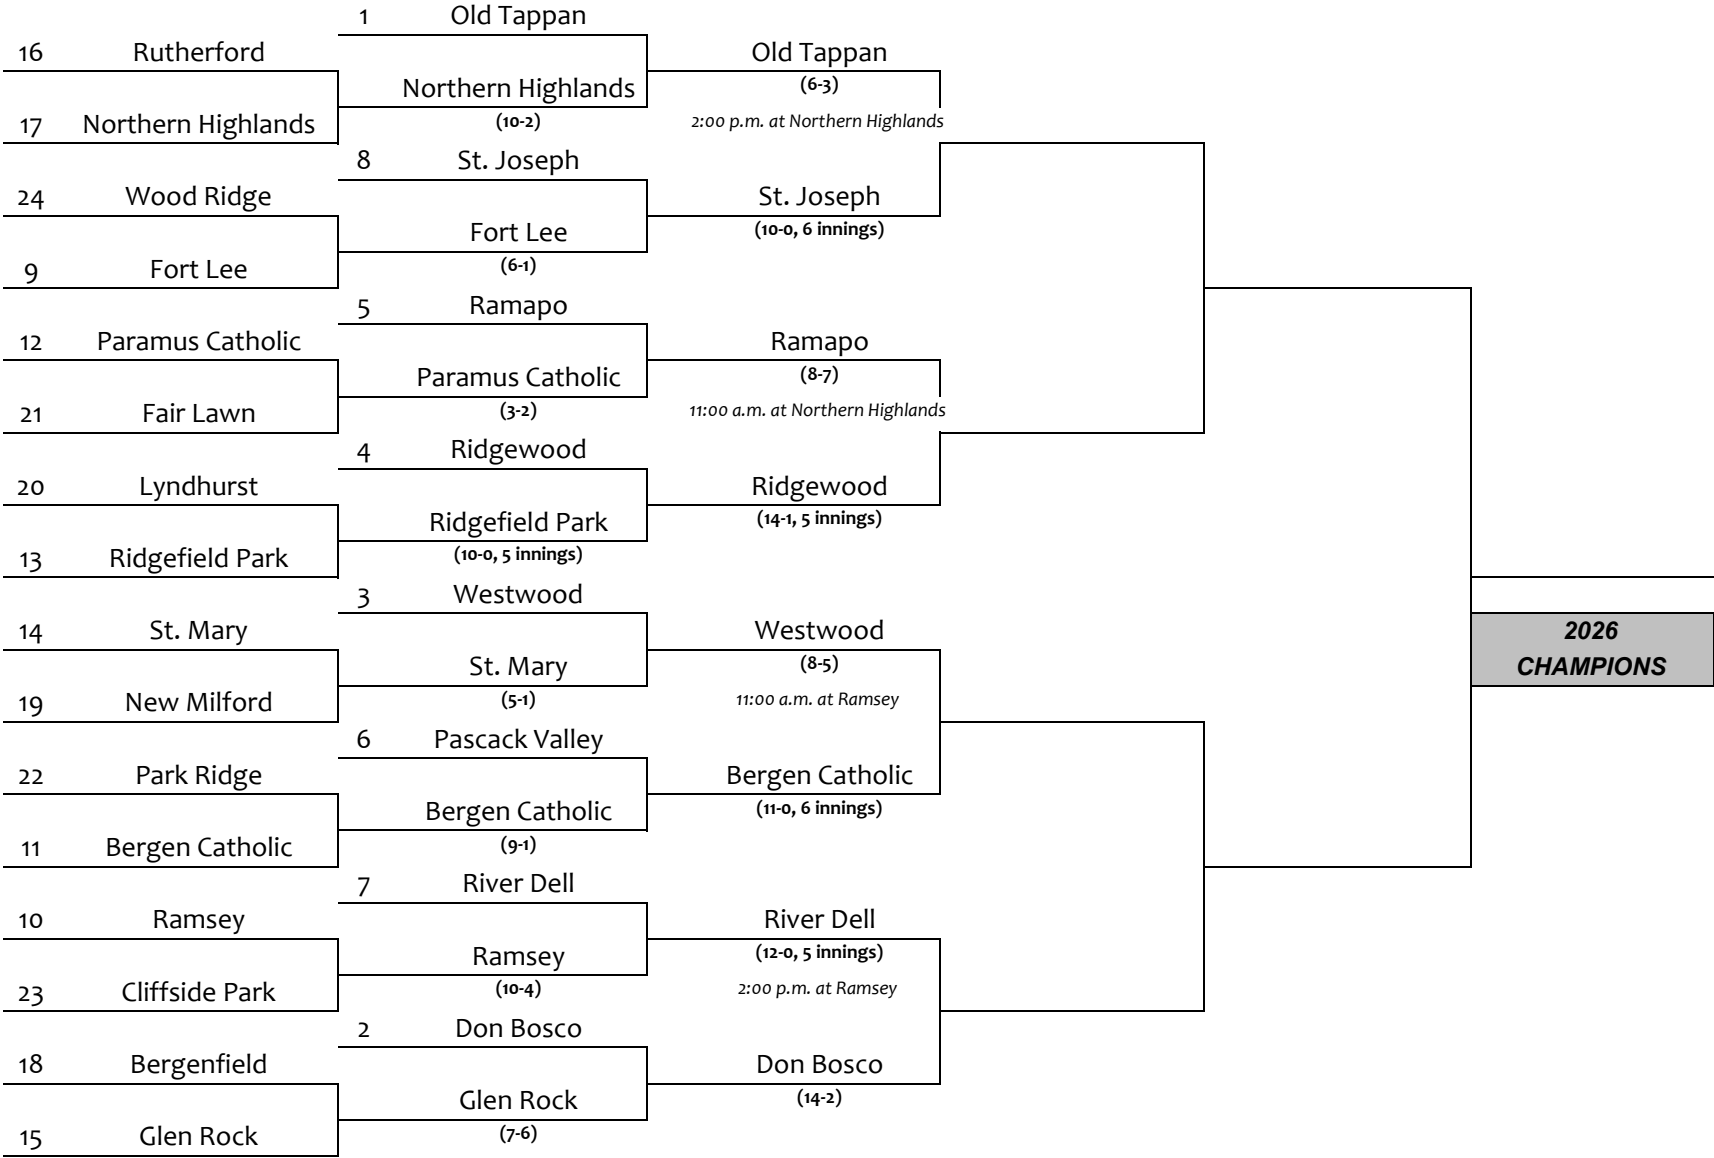 1 Old Tappan
16 Rutherford
Old Tappan
(6-3)
Northern Highlands
(10-2)
17 Northern Highlands
2:00 p.m. at Northern Highlands
8 St. Joseph
24 Wood Ridge
St. Joseph
(10-0, 6 innings)
Fort Lee
(6-1)
9 Fort Lee
5 Ramapo
12 Paramus Catholic
Ramapo
(8-7)
Paramus Catholic
(3-2)
21 Fair Lawn
11:00 a.m. at Northern Highlands
4 Ridgewood
20 Lyndhurst
Ridgewood
(14-1, 5 innings)
Ridgefield Park
(10-0, 5 innings)
13 Ridgefield Park
3 Westwood
14 St. Mary
Westwood
(8-5)
2026
CHAMPIONS
St. Mary
(5-1)
19 New Milford
11:00 a.m. at Ramsey
6 Pascack Valley
22 Park Ridge
Bergen Catholic
(11-0, 6 innings)
Bergen Catholic
(9-1)
11 Bergen Catholic
7 River Dell
10 Ramsey
River Dell
(12-0, 5 innings)
Ramsey
(10-4)
23 Cliffside Park
2:00 p.m. at Ramsey
2 Don Bosco
18 Bergenfield
Don Bosco
(14-2)
Glen Rock
(7-6)
15 Glen Rock